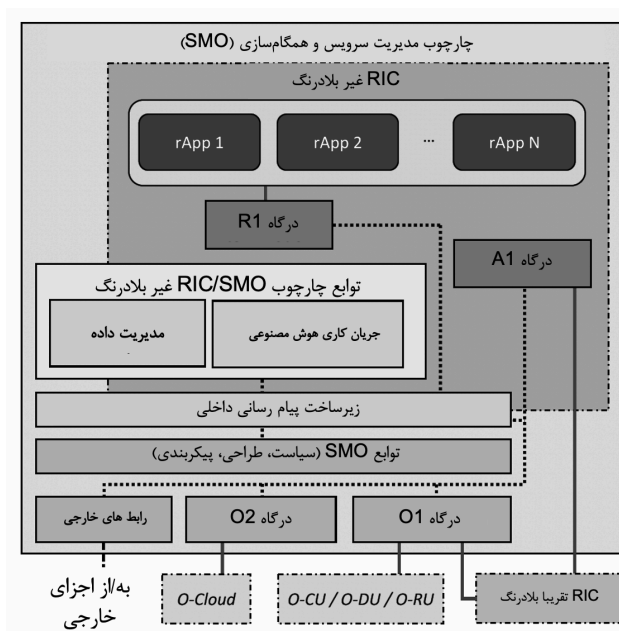 چارچوب مدیریت سرویس و همگام‌سازی (SMO)
RIC غیر بلادرنگ
rApp 1
rApp 2
...
rApp N
درگاه R1
درگاه A1
توابع چارچوب RIC/SMO غیر بلادرنگ
جریان کاری هوش مصنوعی
مدیریت داده
زیرساخت پیام رسانی داخلی
توابع SMO (سیاست، طراحی، پیکربندی)
درگاه O1
درگاه O2
رابط های خارجی
RIC تقریبا بلادرنگ
O-CU / O-DU / O-RU
O-Cloud
به/از اجزای
خارجی